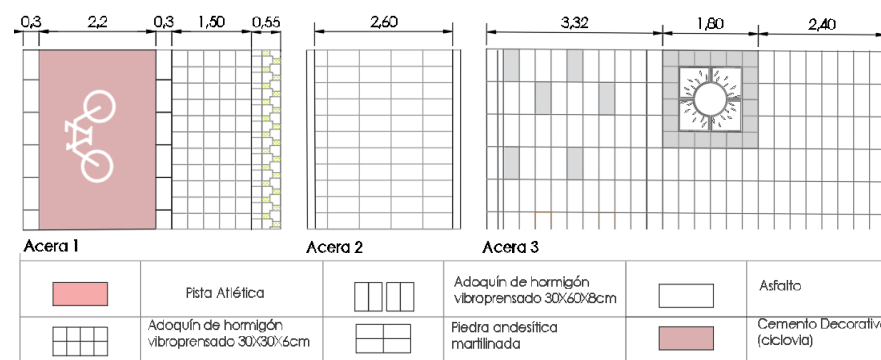 0,3 2,2 0,3 1,50 0,55 2,60 3,32 1,80 2,40
Acera 1 Acera 2 Acera 3
Pista Atlética
Adoquín de hormigón
vibroprensado 30X60X8cm
Asfalto
Adoquín de hormigón
vibroprensado 30X30X6cm
Piedra andesítica
martilinada
Cemento Decorativo
(ciclovia)